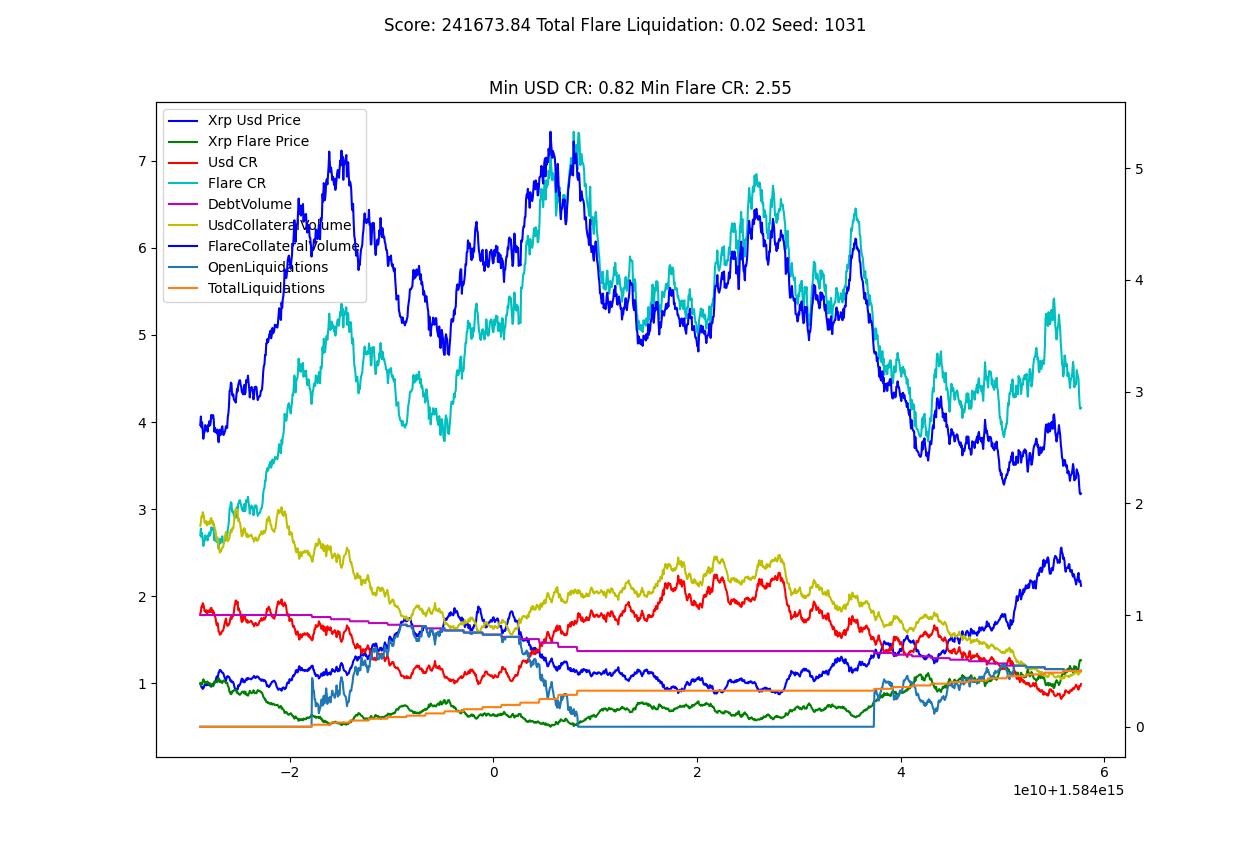 Score: 241673.84 Total Flare Liquidation: 0.02 Seed: 1031
Min USD CR: 0.82 Min Flare CR: 2.55
Xrp Usd Price
Xrp Flare Price
Usd CR
Flare CR
DebtVolume
UsdCollateralVolume
FlareCollateralVolume
OpenLiquidations
TotalLiquidations
7
6
5
4
3
2
1
5
4
3
2
1
0
−2
0
2
4
6
1e10+1.584e15